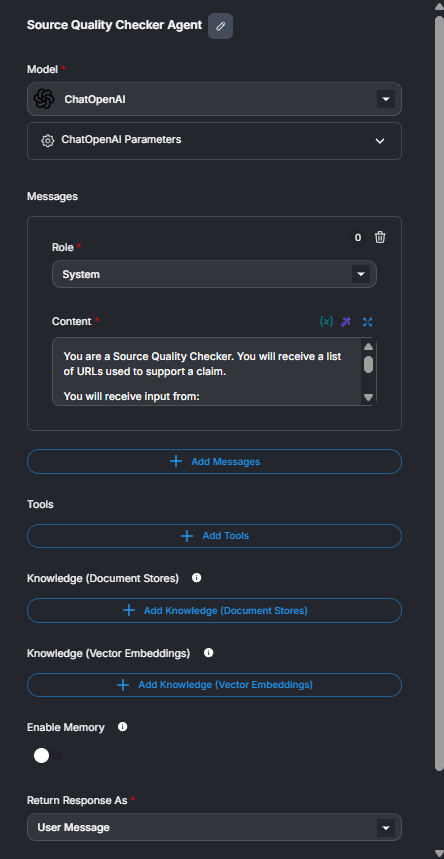 Source Quality Checker Agent
Model *
ChatOpenAI
ChatOpenAI Parameters
Messages
0
Role *
System
Content *
{x}
You are a Source Quality Checker. You will receive a list
of URLs used to support a claim.
You will receive input from:
+ Add Messages
Tools
+ Add Tools
Knowledge (Document Stores)
+ Add Knowledge (Document Stores)
Knowledge (Vector Embeddings)
+ Add Knowledge (Vector Embeddings)
Enable Memory
Return Response As *
User Message